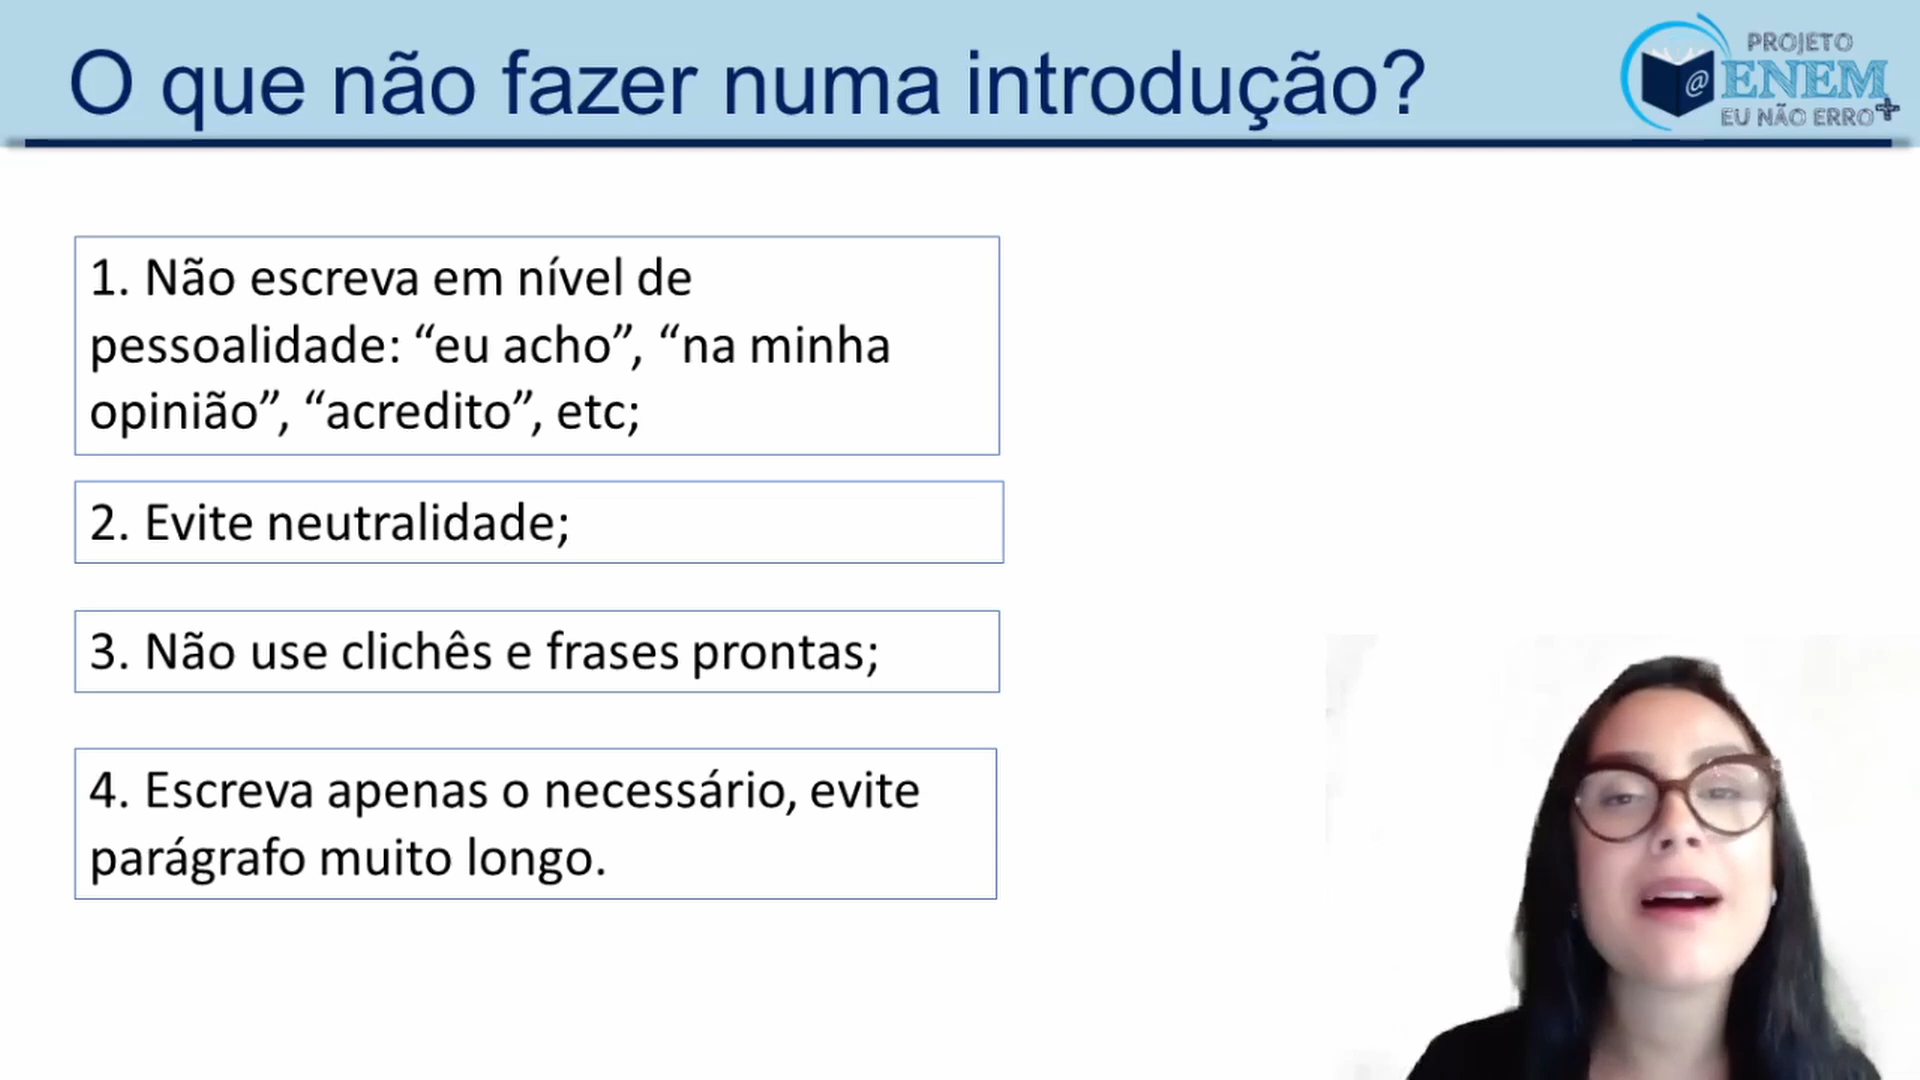 O que não fazer numa introdução?
PROJETO
@ENEM
EU NÃO ERRO+
1. Não escreva em nível de
pessoalidade: “eu acho”, “na minha
opinião”, “acredito”, etc;
2. Evite neutralidade;
3. Não use clichês e frases prontas;
4. Escreva apenas o necessário, evite
parágrafo muito longo.